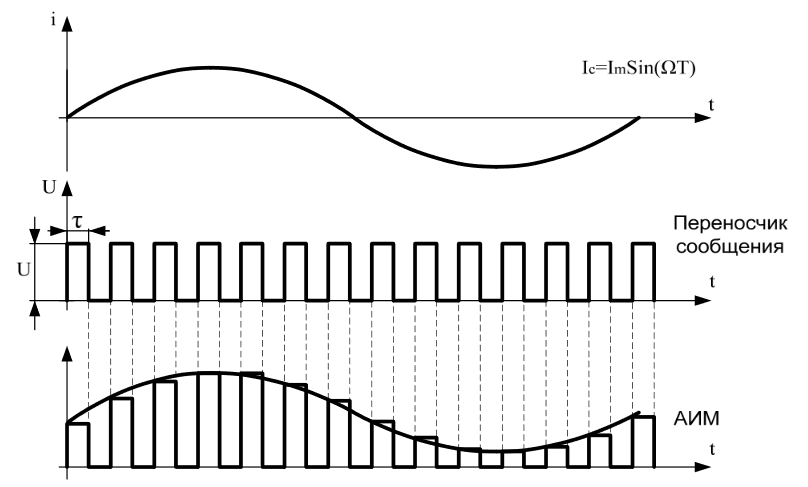 i
Ic=ImSin(ΩT)
t
U
τ
U
Переносчик
сообщения
t
АИМ
t